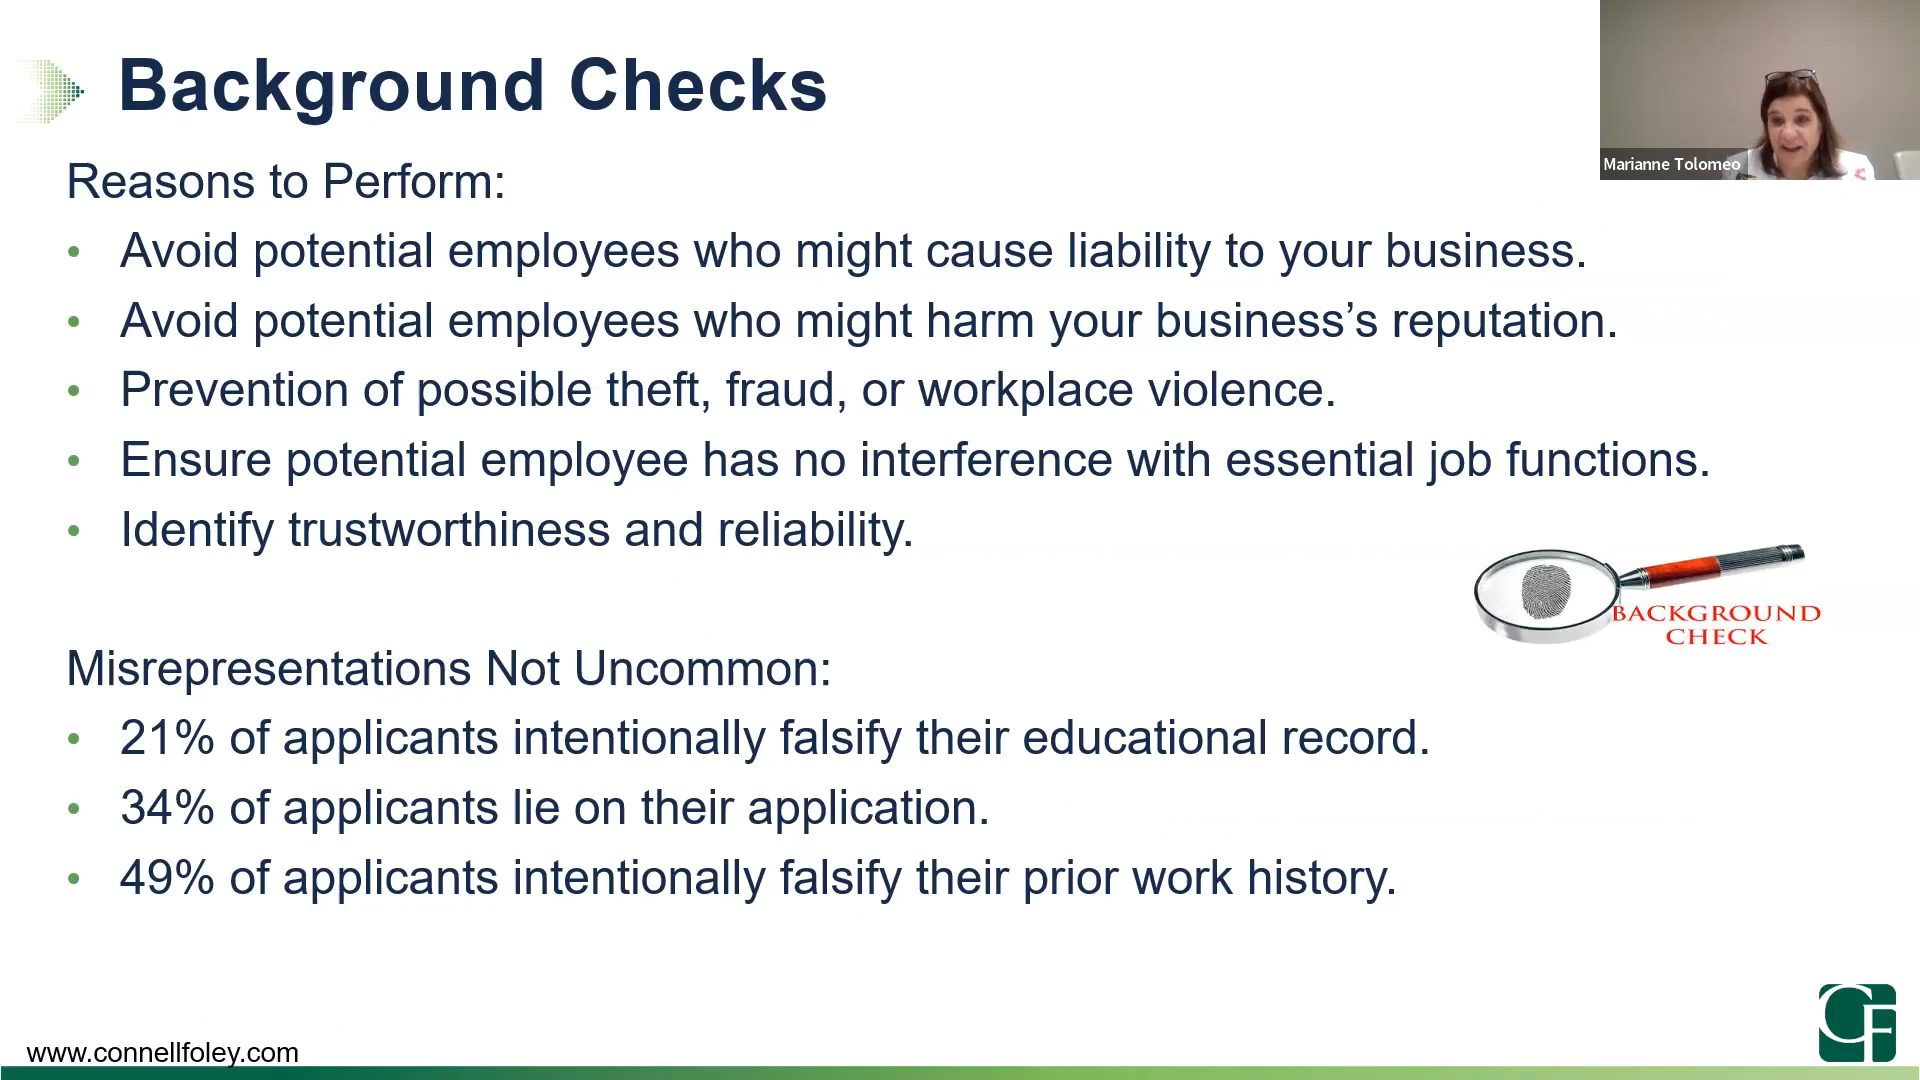 Background Checks
Marianne Tolomeo
Reasons to Perform:
• Avoid potential employees who might cause liability to your business.
• Avoid potential employees who might harm your business’s reputation.
• Prevention of possible theft, fraud, or workplace violence.
• Ensure potential employee has no interference with essential job functions.
• Identify trustworthiness and reliability.
BACKGROUND
CHECK
Misrepresentations Not Uncommon:
• 21% of applicants intentionally falsify their educational record.
• 34% of applicants lie on their application.
• 49% of applicants intentionally falsify their prior work history.
CF
www.connellfoley.com